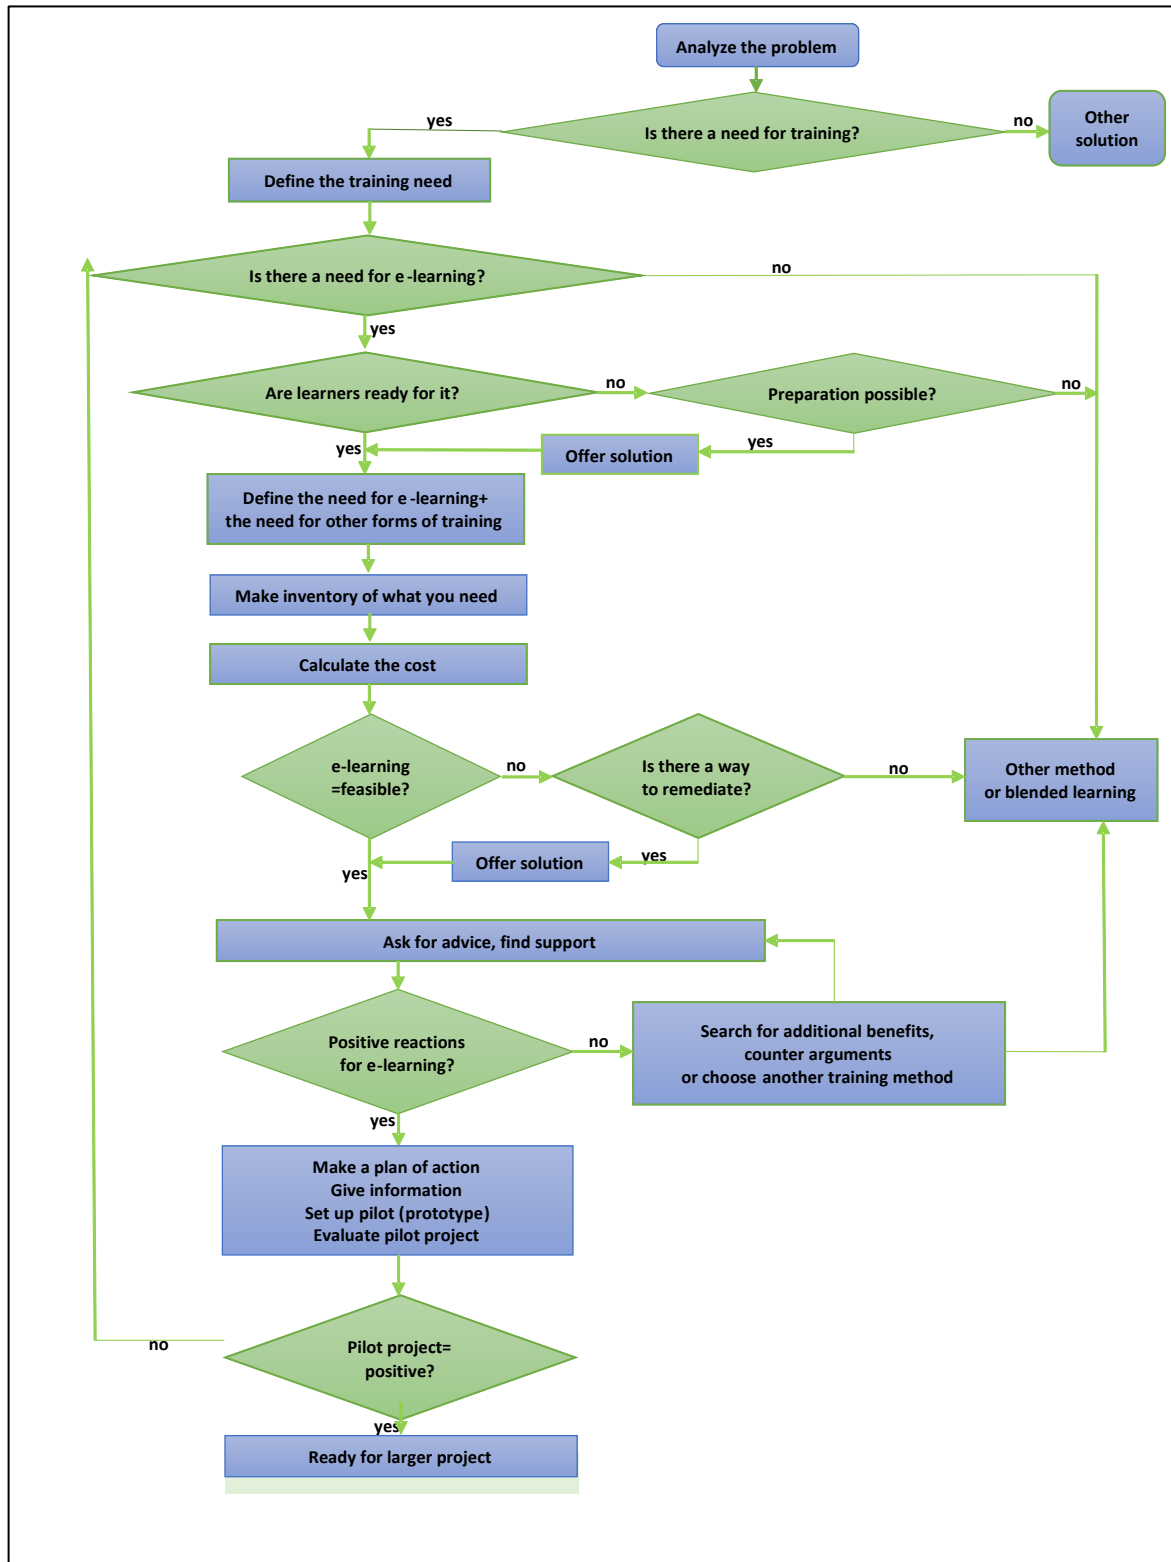 Analyze the problem
yes
Is there a need for training?
no
Other
solution
Define the training need
Is there a need for e-learning?
no
yes
Are learners ready for it?
no
Preparation possible?
no
yes
Offer solution
yes
Define the need for e-learning+
the need for other forms of training
Make inventory of what you need
Calculate the cost
e-learning
=feasible?
no
Is there a way
to remediate?
no
Other method
or blended learning
yes
Offer solution
yes
Ask for advice, find support
Positive reactions
for e-learning?
no
Search for additional benefits,
counter arguments
or choose another training method
yes
Make a plan of action
Give information
Set up pilot (prototype)
Evaluate pilot project
no
Pilot project=
positive?
yes
Ready for larger project